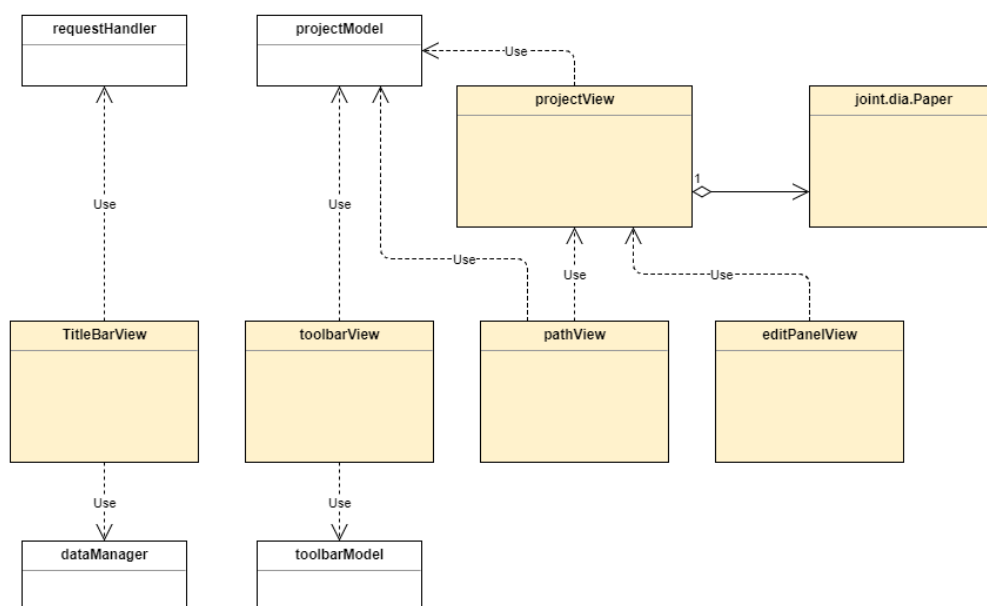 requestHandler
projectModel
Use
projectView
joint.dia.Paper
1
Use
Use
Use
Use
Use
TitleBarView
toolbarView
pathView
editPanelView
Use
Use
dataManager
toolbarModel